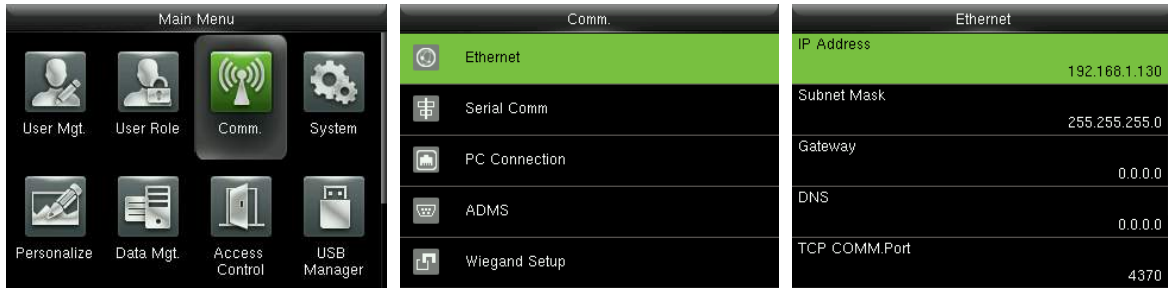 Main Menu
User Mgt.
User Role
Comm.
System
Personalize
Data Mgt.
Access
Control
USB
Manager
Comm.
Ethernet
Serial Comm
PC Connection
ADMS
Wiegand Setup
Ethernet
IP Address
192.168.1.130
Subnet Mask
255.255.255.0
Gateway
0.0.0.0
DNS
0.0.0.0
TCP COMM.Port
4370